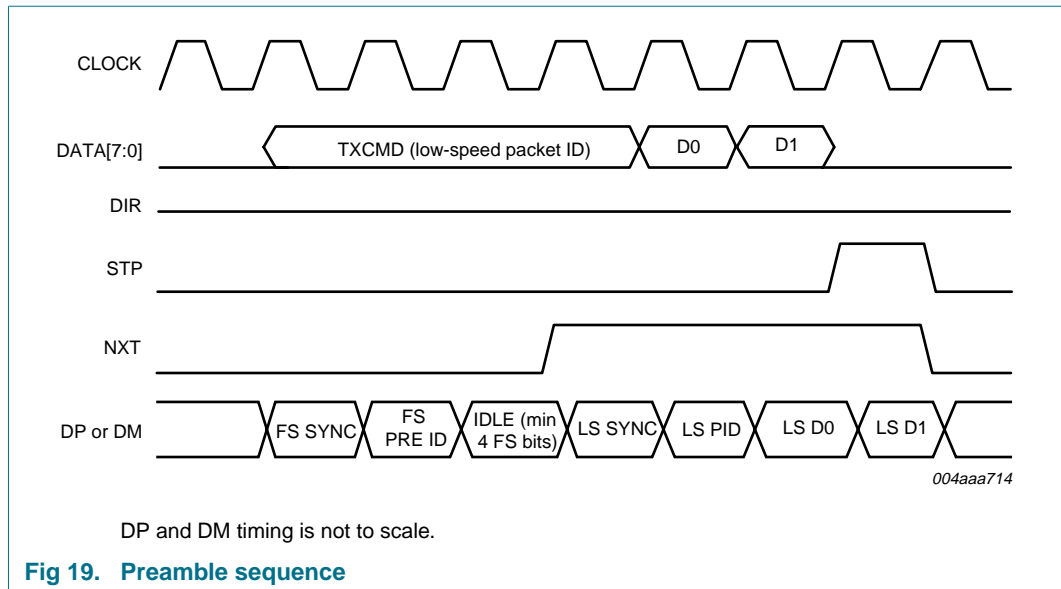 CLOCK
DATA[7:0]
TXCMD (low-speed packet ID)
D0
D1
DIR
STP
NXT
DP or DM
FS SYNC
FS
PRE ID
IDLE (min
4 FS bits)
LS SYNC
LS PID
LS D0
LS D1
004aaa714
DP and DM timing is not to scale.
Fig 19. Preamble sequence